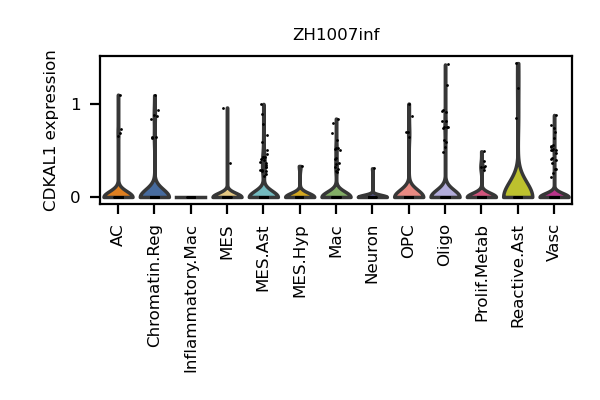 ZH1007inf
CDKAL1 expression
1
0
AC
Chromatin.Reg
Inflammatory.Mac
MES
MES.Ast
MES.Hyp
Mac
Neuron
OPC
Oligo
Prolif.Metab
Reactive.Ast
Vasc